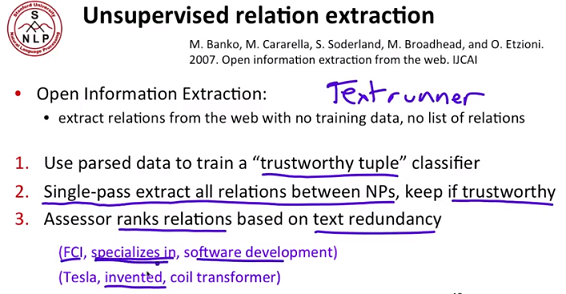 Unsupervised relation extraction
Stanford University
S
NLP
Natural Language Processing
M. Banko, M. Cararella, S. Soderland, M. Broadhead, and O. Etzioni.
2007. Open information extraction from the web. IJCAI
• Open Information Extraction: Textrunner
• extract relations from the web with no training data, no list of relations
1. Use parsed data to train a “trustworthy tuple” classifier
2. Single-pass extract all relations between NPs, keep if trustworthy
3. Assessor ranks relations based on text redundancy
(FCI, specializes in, software development)
(Tesla, invented, coil transformer)